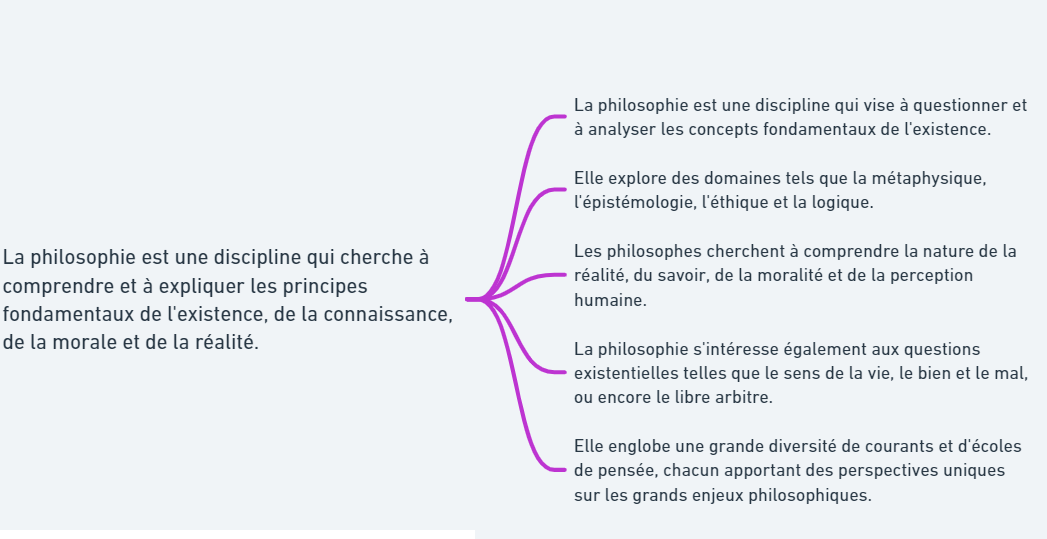 La philosophie est une discipline qui cherche à
comprendre et à expliquer les principes
fondamentaux de l'existence, de la connaissance,
de la morale et de la réalité.
La philosophie est une discipline qui vise à questionner et
à analyser les concepts fondamentaux de l'existence.
Elle explore des domaines tels que la métaphysique,
l'épistémologie, l'éthique et la logique.
Les philosophes cherchent à comprendre la nature de la
réalité, du savoir, de la moralité et de la perception
humaine.
La philosophie s'intéresse également aux questions
existentielles telles que le sens de la vie, le bien et le mal,
ou encore le libre arbitre.
Elle englobe une grande diversité de courants et d'écoles
de pensée, chacun apportant des perspectives uniques
sur les grands enjeux philosophiques.